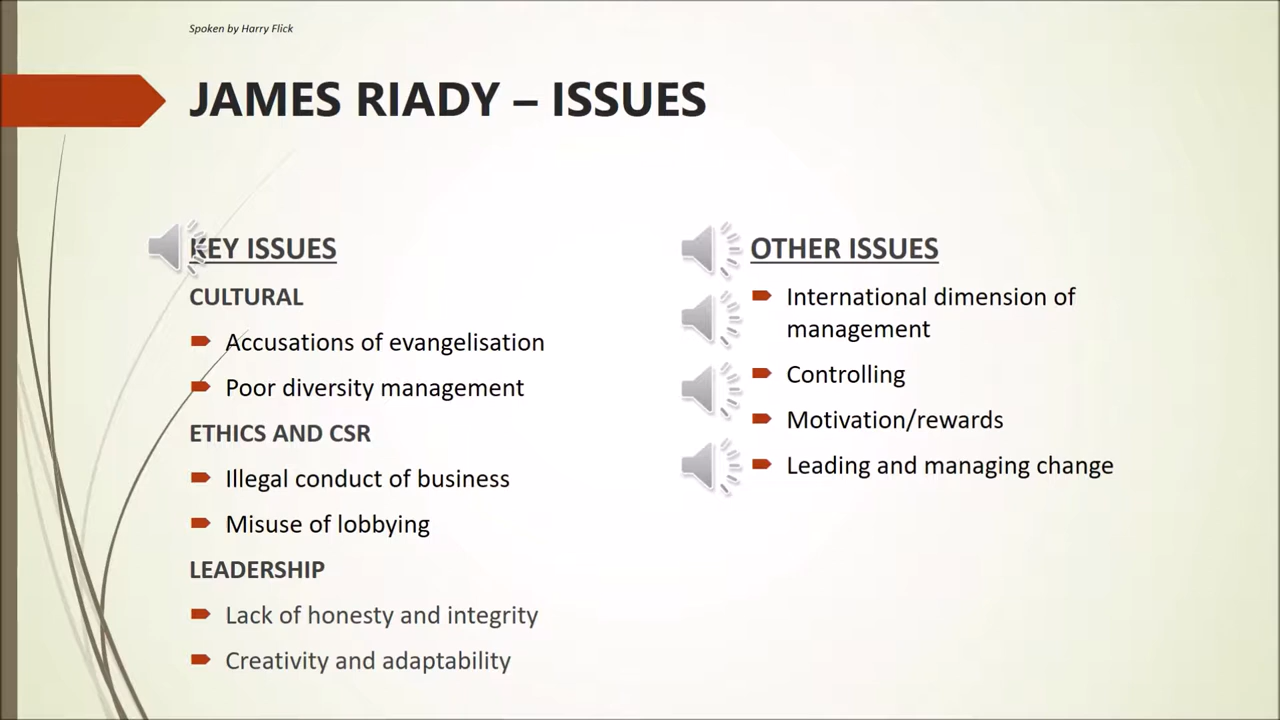 Spoken by Harry Flick
JAMES RIADY – ISSUES
KEY ISSUES
CULTURAL
Accusations of evangelisation
Poor diversity management
ETHICS AND CSR
Illegal conduct of business
Misuse of lobbying
LEADERSHIP
Lack of honesty and integrity
Creativity and adaptability
OTHER ISSUES
International dimension of
management
Controlling
Motivation/rewards
Leading and managing change